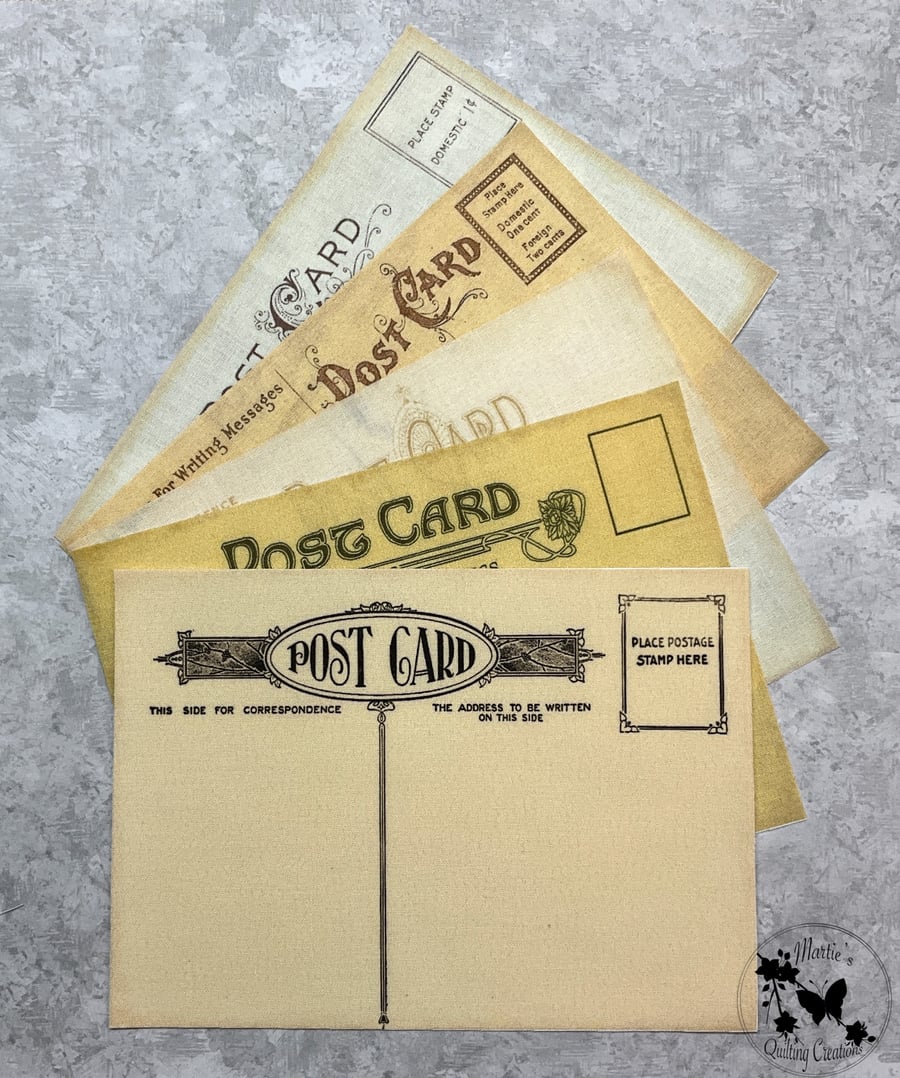 PLACE STAMP
DOMESTIC 1¢
POST CARD
Place
Stamp Here
Domestic
One cent
Foreign
Two cents
POST CARD
For Writing Messages
CARD
POST CARD
POST CARD
PLACE POSTAGE
STAMP HERE
THIS SIDE FOR CORRESPONDENCE
THE ADDRESS TO BE WRITTEN
ON THIS SIDE
Martie's
Quilting Creations